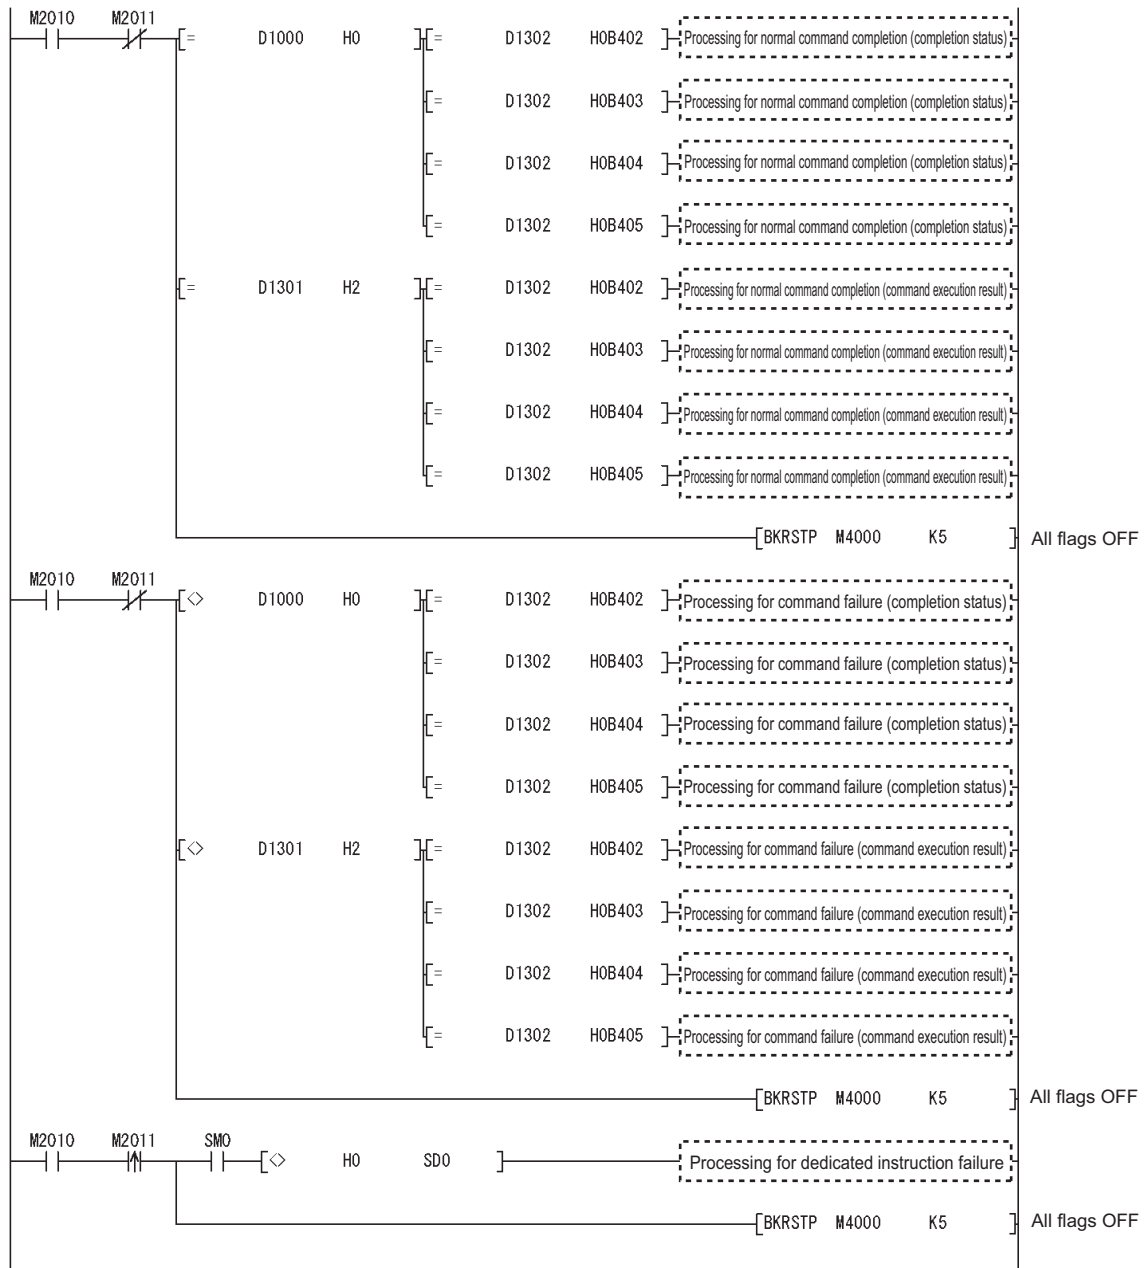 M2010 M2011
[= D1000 H0 ] [= D1302 H0B402 ] Processing for normal command completion (completion status)
[= D1302 H0B403 ] Processing for normal command completion (completion status)
[= D1302 H0B404 ] Processing for normal command completion (completion status)
[= D1302 H0B405 ] Processing for normal command completion (completion status)
[= D1301 H2 ] [= D1302 H0B402 ] Processing for normal command completion (command execution result)
[= D1302 H0B403 ] Processing for normal command completion (command execution result)
[= D1302 H0B404 ] Processing for normal command completion (command execution result)
[= D1302 H0B405 ] Processing for normal command completion (command execution result)
[BKRSTP M4000 K5 ] All flags OFF
M2010 M2011
[<> D1000 H0 ] [= D1302 H0B402 ] Processing for command failure (completion status)
[= D1302 H0B403 ] Processing for command failure (completion status)
[= D1302 H0B404 ] Processing for command failure (completion status)
[= D1302 H0B405 ] Processing for command failure (completion status)
[<> D1301 H2 ] [= D1302 H0B402 ] Processing for command failure (command execution result)
[= D1302 H0B403 ] Processing for command failure (command execution result)
[= D1302 H0B404 ] Processing for command failure (command execution result)
[= D1302 H0B405 ] Processing for command failure (command execution result)
[BKRSTP M4000 K5 ] All flags OFF
M2010 M2011 SM0
[<> H0 SD0 ] Processing for dedicated instruction failure
[BKRSTP M4000 K5 ] All flags OFF